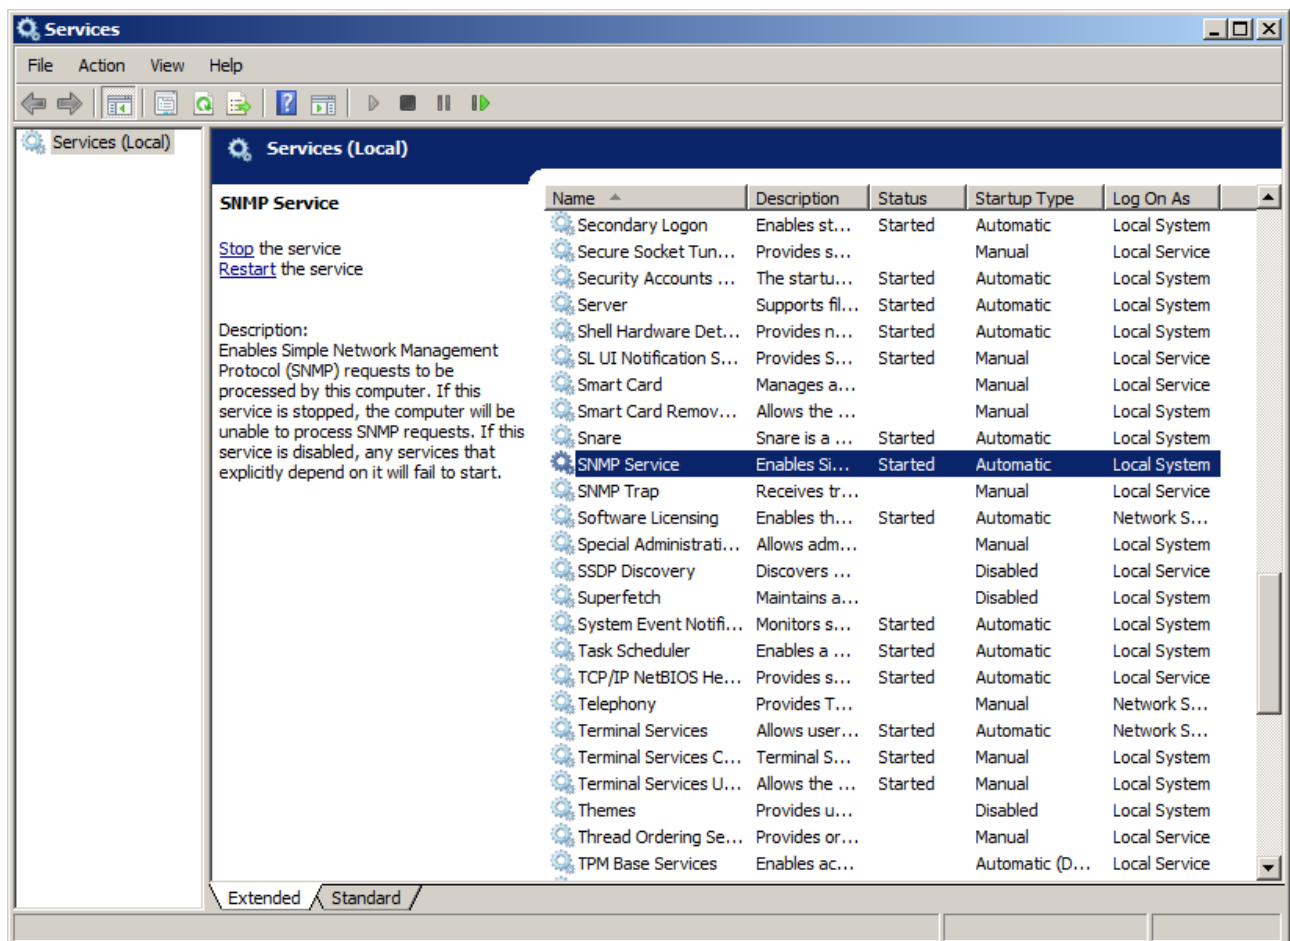 Services
File Action View Help
Services (Local)
Services (Local)
SNMP Service
Stop the service
Restart the service
Description:
Enables Simple Network Management
Protocol (SNMP) requests to be
processed by this computer. If this
service is stopped, the computer will be
unable to process SNMP requests. If this
service is disabled, any services that
explicitly depend on it will fail to start.
Name Description Status Startup Type Log On As
Secondary Logon Enables st... Started Automatic Local System
Secure Socket Tun... Provides s... Manual Local Service
Security Accounts ... The startu... Started Automatic Local System
Server Supports fil... Started Automatic Local System
Shell Hardware Det... Provides n... Started Automatic Local System
SL UI Notification S... Provides S... Started Manual Local Service
Smart Card Manages a... Manual Local Service
Smart Card Remov... Allows the ... Manual Local System
Snare Snare is a ... Started Automatic Local System
SNMP Service Enables Si... Started Automatic Local System
SNMP Trap Receives tr... Manual Local Service
Software Licensing Enables th... Started Automatic Network S...
Special Administrati... Allows adm... Manual Local System
SSDP Discovery Discovers ... Disabled Local Service
Superfetch Maintains a... Disabled Local System
System Event Notifi... Monitors s... Started Automatic Local System
Task Scheduler Enables a ... Started Automatic Local System
TCP/IP NetBIOS He... Provides s... Started Automatic Local Service
Telephony Provides T... Manual Network S...
Terminal Services Allows user... Started Automatic Network S...
Terminal Services C... Terminal S... Started Manual Local System
Terminal Services U... Allows the ... Started Manual Local System
Themes Provides u... Disabled Local System
Thread Ordering Se... Provides or... Manual Local Service
TPM Base Services Enables ac... Automatic (D... Local Service
Extended Standard